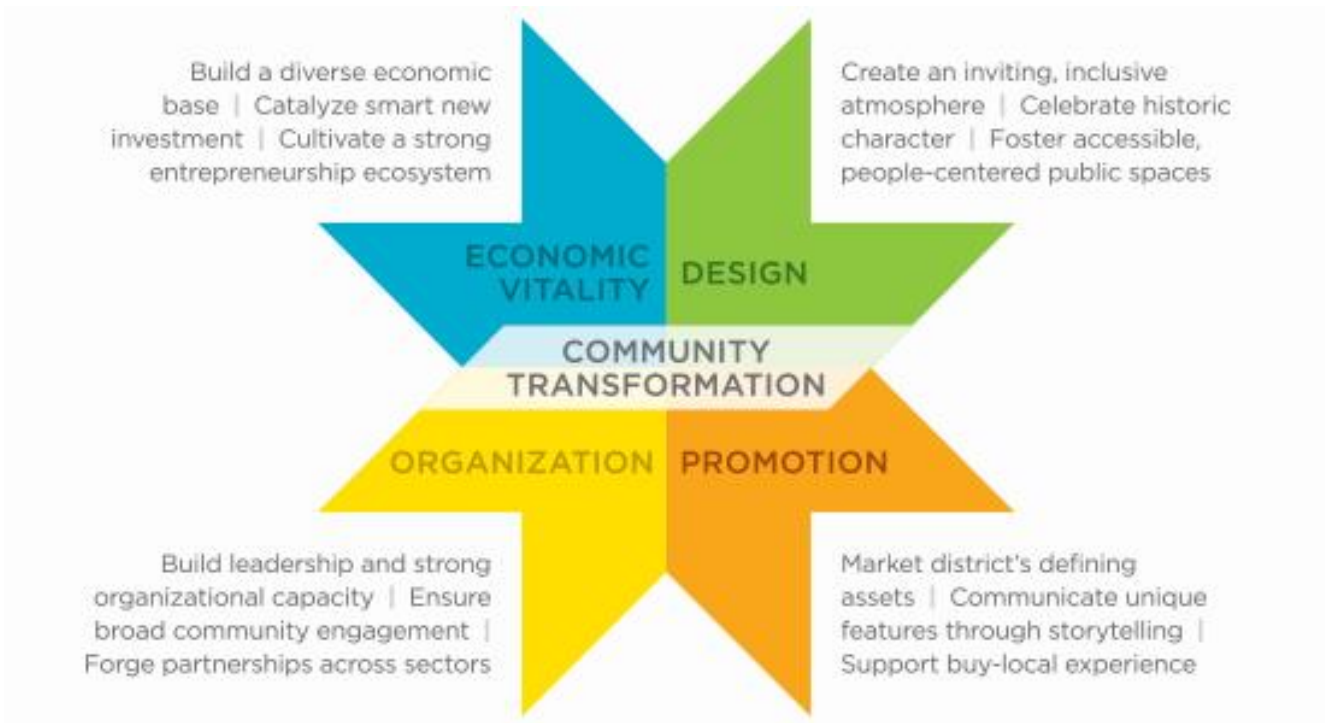 Build a diverse economic
base | Catalyze smart new
investment | Cultivate a strong
entrepreneurship ecosystem
Create an inviting, inclusive
atmosphere | Celebrate historic
character | Foster accessible,
people-centered public spaces
ECONOMIC
VITALITY
DESIGN
COMMUNITY
TRANSFORMATION
ORGANIZATION
PROMOTION
Build leadership and strong
organizational capacity | Ensure
broad community engagement |
Forge partnerships across sectors
Market district's defining
assets | Communicate unique
features through storytelling |
Support buy-local experience